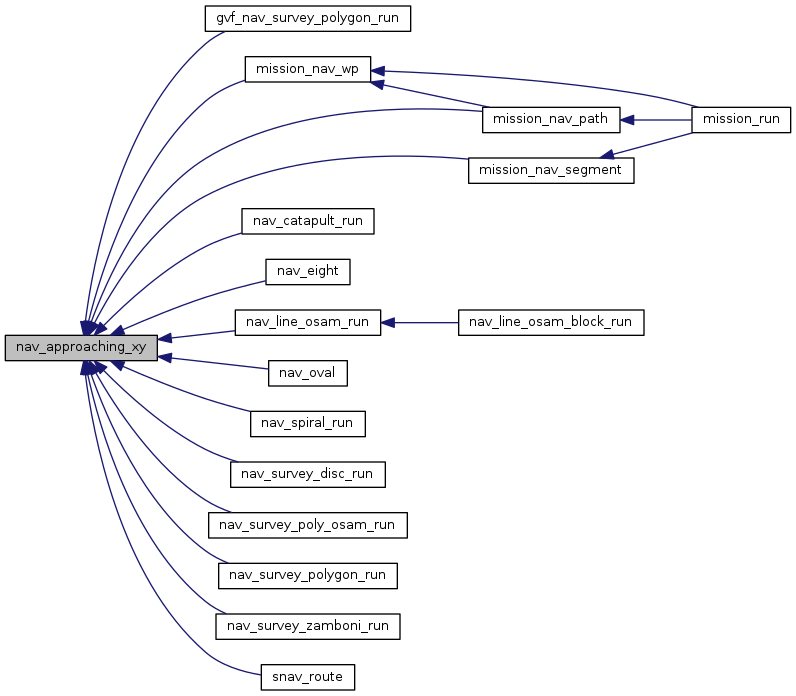 gvf_nav_survey_polygon_run
mission_nav_wp
mission_nav_path
mission_run
mission_nav_segment
nav_catapult_run
nav_eight
nav_line_osam_run
nav_line_osam_block_run
nav_approaching_xy
nav_oval
nav_spiral_run
nav_survey_disc_run
nav_survey_poly_osam_run
nav_survey_polygon_run
nav_survey_zamboni_run
snav_route